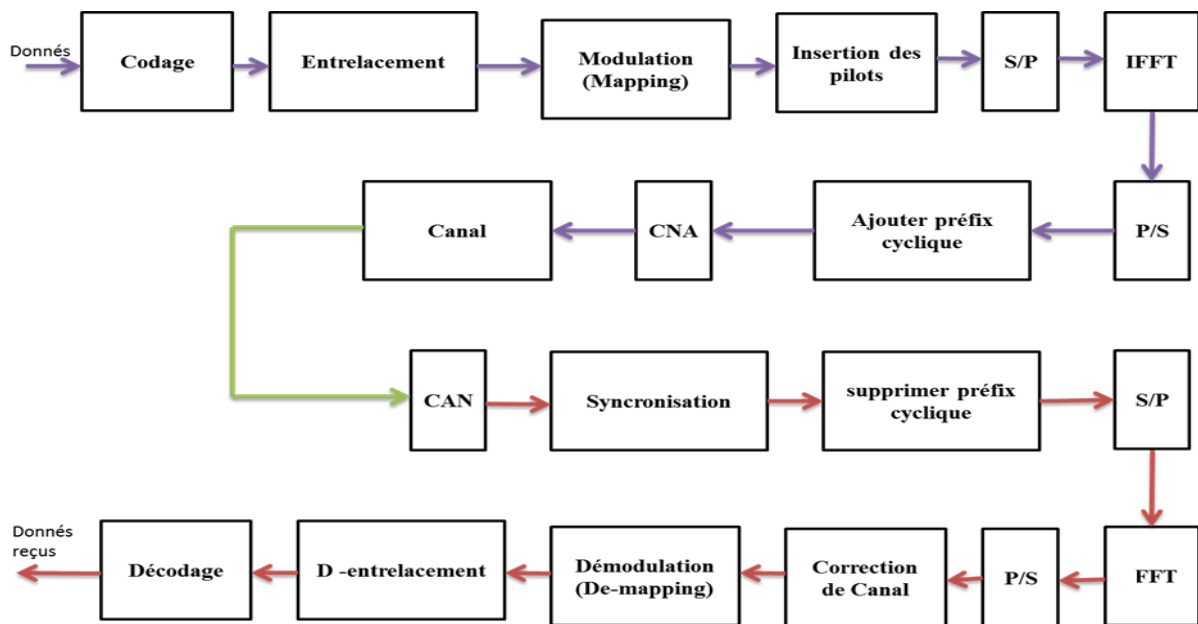 Donnés
Codage
Entrelacement
Modulation
(Mapping)
Insertion des
pilots
S/P
IFFT
Canal
CNA
Ajouter préfix
cyclique
P/S
CAN
Syncronisation
supprimer préfix
cyclique
S/P
Donnés
reçus
Décodage
D -entrelacement
Démodulation
(De-mapping)
Correction
de Canal
P/S
FFT